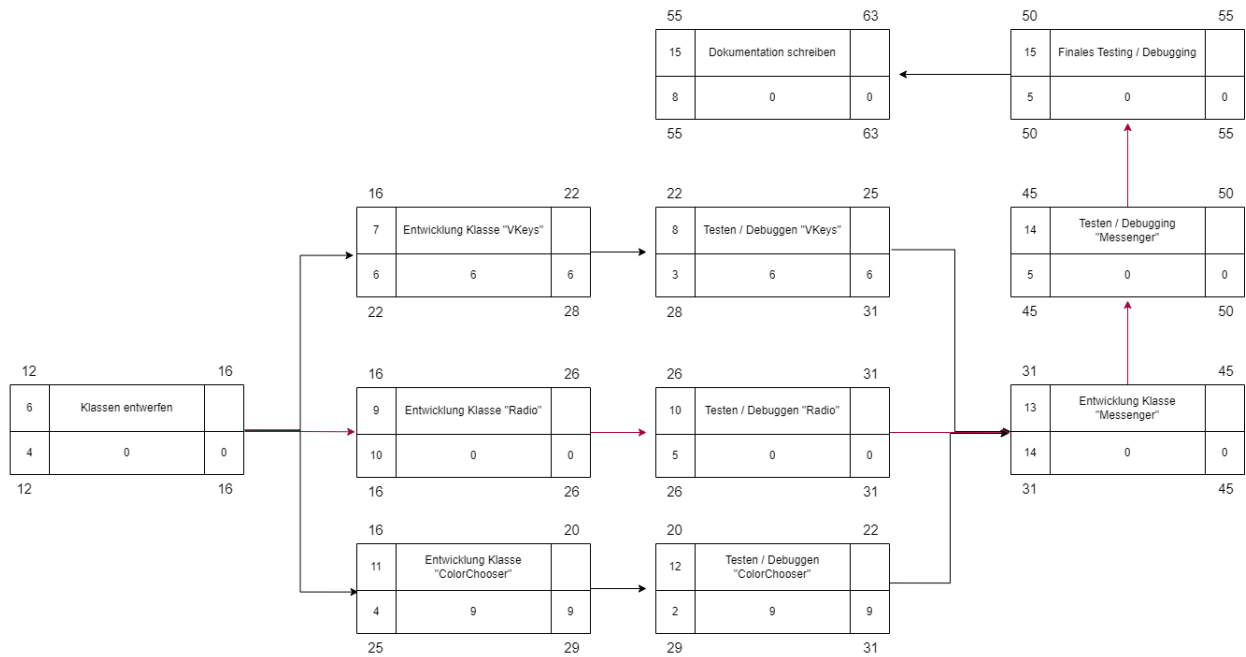 55 63
15 Dokumentation schreiben
8 0 0
55 63
50 55
15 Finales Testing / Debugging
5 0 0
50 55
16 22
7 Entwicklung Klasse "VKeys"
6 6 6
22 28
22 25
8 Testen / Debuggen "VKeys"
3 6 6
28 31
45 50
14 Testen / Debugging
"Messenger"
5 0 0
45 50
12 16
6 Klassen entwerfen
4 0 0
12 16
16 26
9 Entwicklung Klasse "Radio"
10 0 0
16 26
26 31
10 Testen / Debuggen "Radio"
5 0 0
26 31
31 45
13 Entwicklung Klasse
"Messenger"
14 0 0
31 45
16 20
11 Entwicklung Klasse
"ColorChooser"
4 9 9
25 29
20 22
12 Testen / Debuggen
"ColorChooser"
2 9 9
29 31